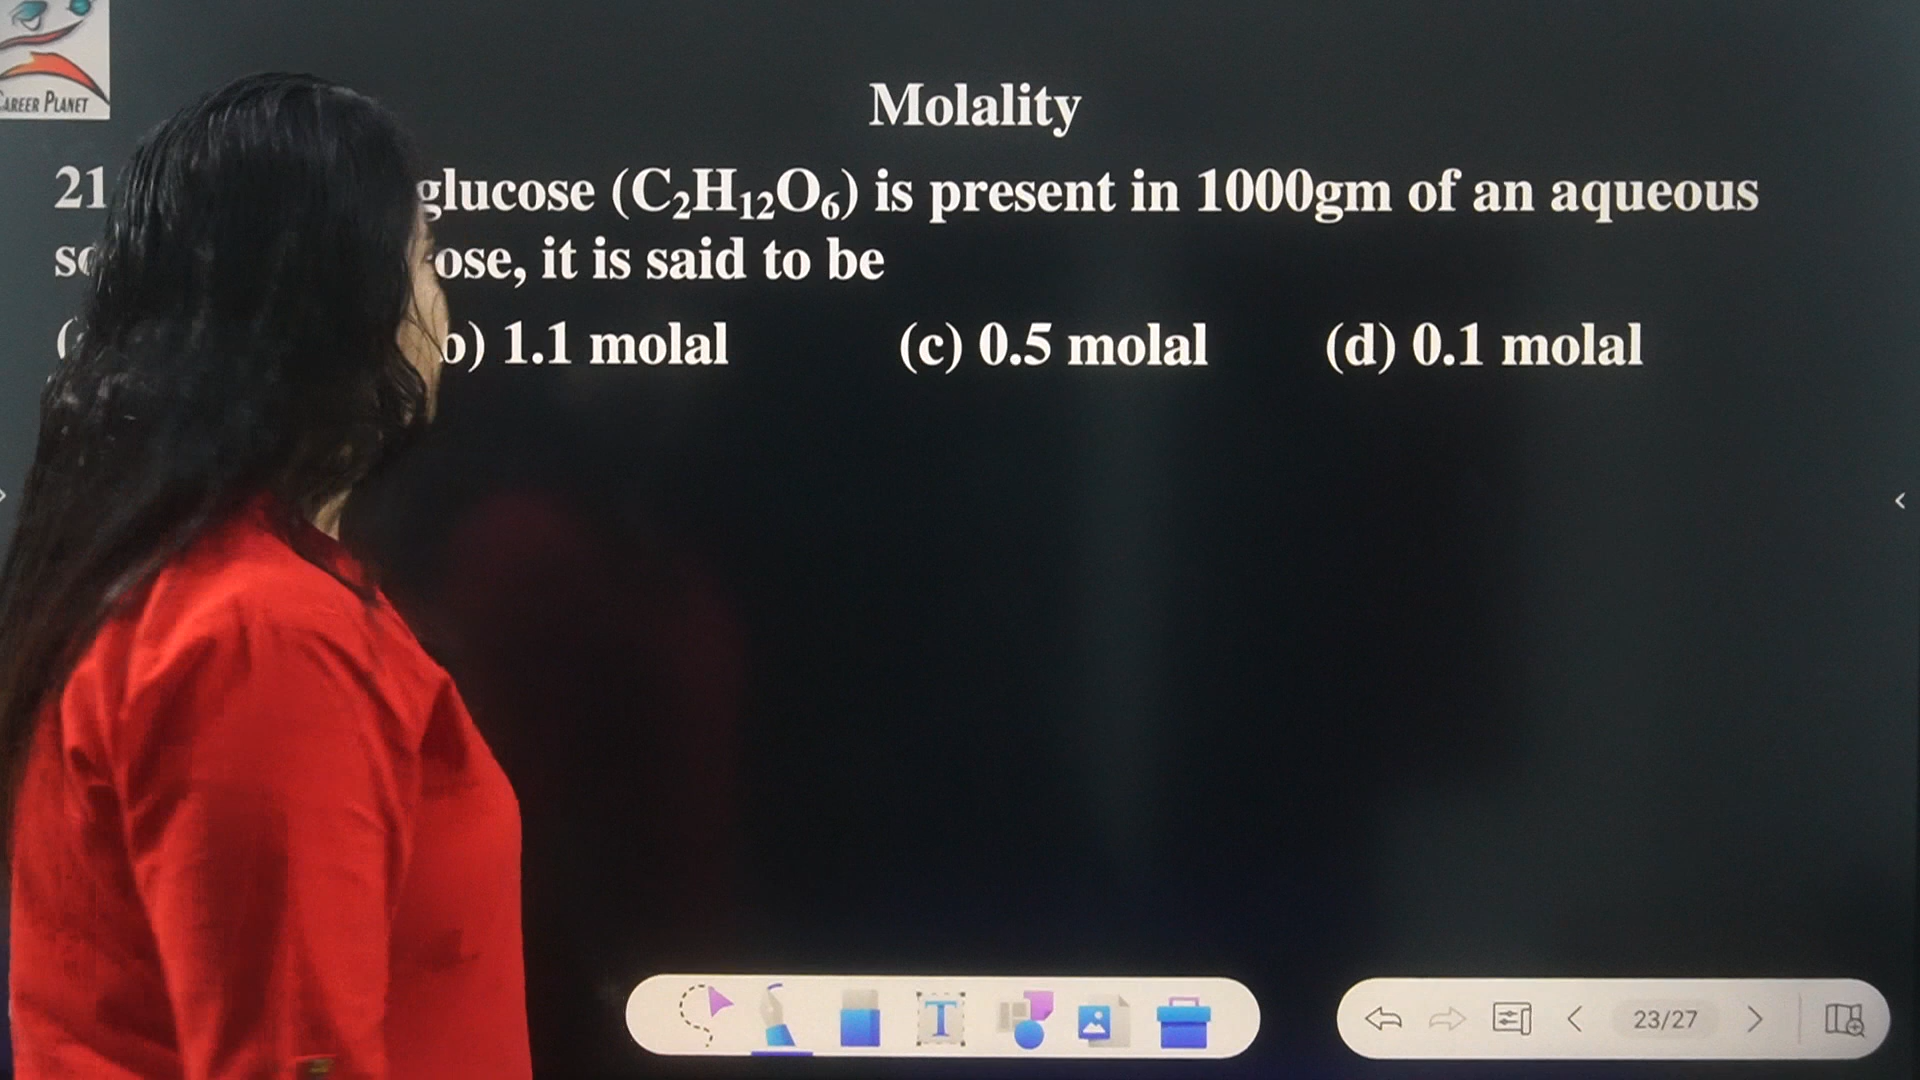 CAREER PLANET
Molality
21 glucose (C₂H₁₂O₆) is present in 1000gm of an aqueous
it is said to be
b) 1.1 molal (c) 0.5 molal (d) 0.1 molal
T
23/27